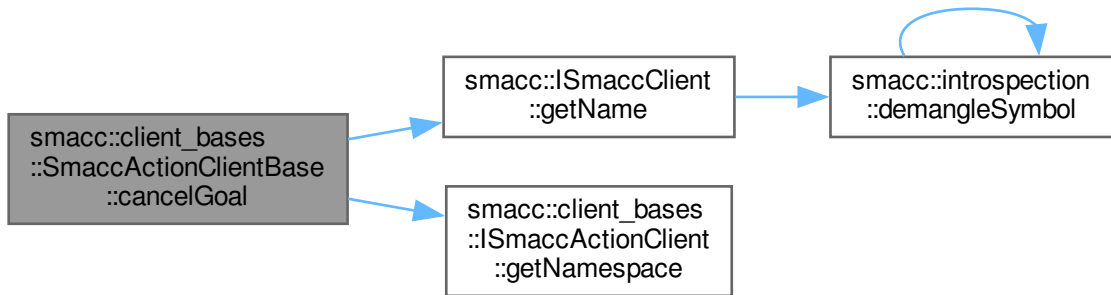 smacc::client_bases
::SmaccActionClientBase
::cancelGoal
smacc::ISmaccClient
::getName
smacc::introspection
::demangleSymbol
smacc::client_bases
::ISmaccActionClient
::getNamespace